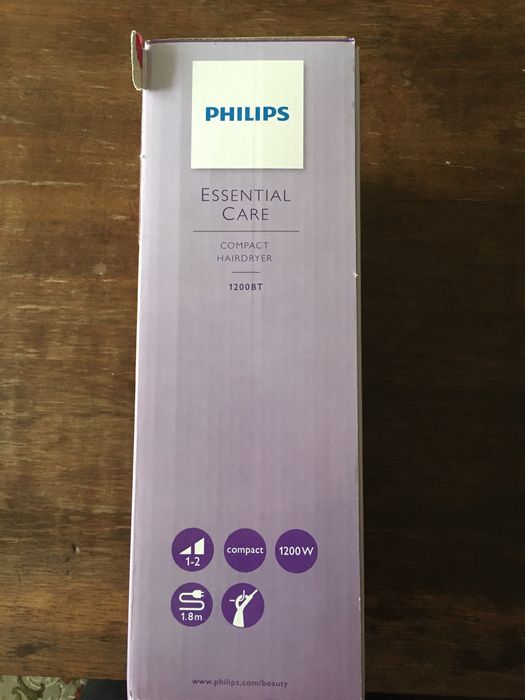 PHILIPS
ESSENTIAL
CARE
COMPACT
HAIRDRYER
1200BT
1-2
compact
1200W
1.8m
www.philips.com/beauty